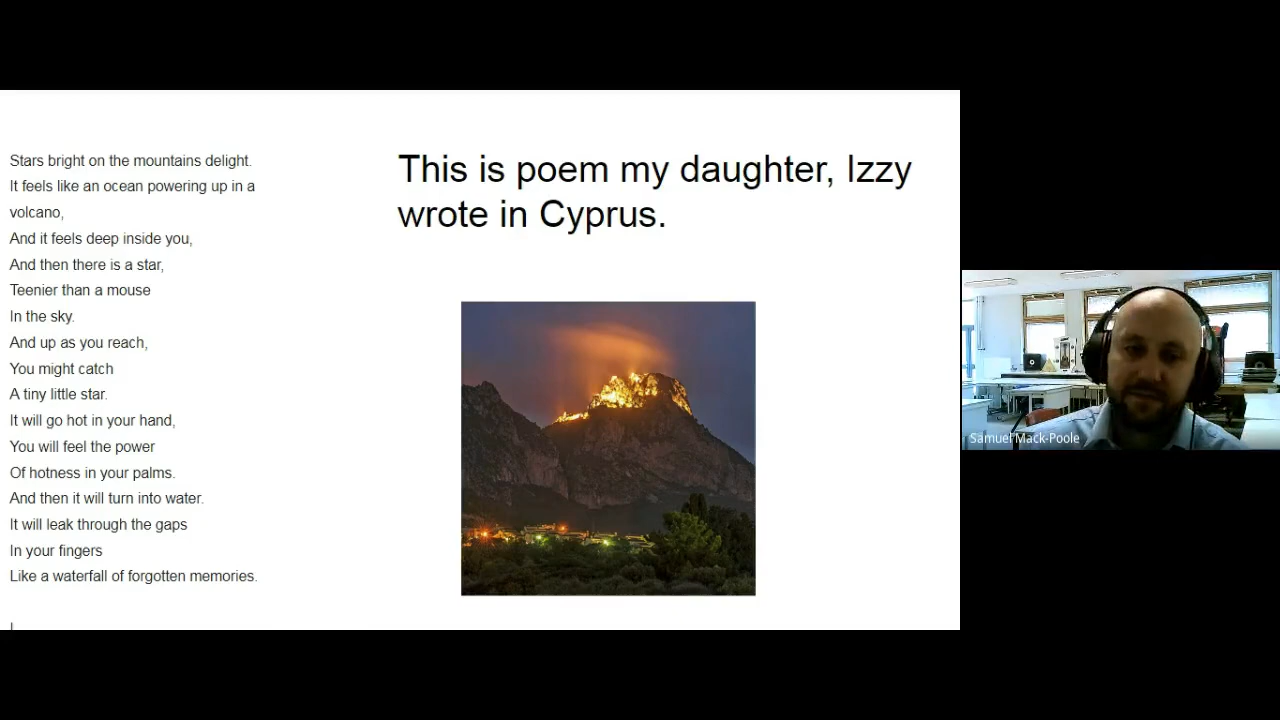 Stars bright on the mountains delight.
It feels like an ocean powering up in a
volcano,
And it feels deep inside you,
And then there is a star,
Teenier than a mouse
In the sky.
And up as you reach,
You might catch
A tiny little star.
It will go hot in your hand,
You will feel the power
Of hotness in your palms.
And then it will turn into water.
It will leak through the gaps
In your fingers
Like a waterfall of forgotten memories.
This is poem my daughter, Izzy
wrote in Cyprus.
Samuel Mack-Poole